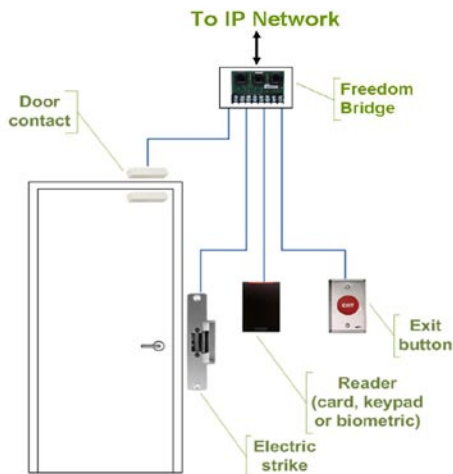 To IP Network
Freedom
Bridge
Door
contact
EXIT
Exit
button
Reader
(card, keypad
or biometric)
Electric
strike